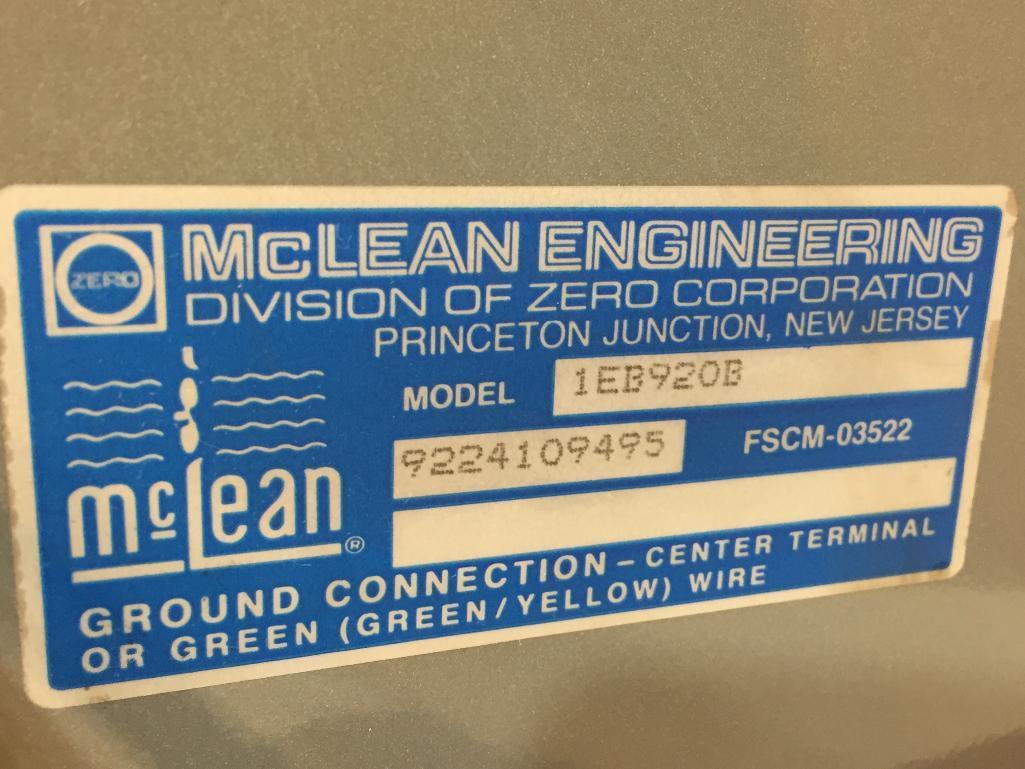 ZERO
McLEAN ENGINEERING
DIVISION OF ZERO CORPORATION
PRINCETON JUNCTION, NEW JERSEY
MODEL 1EB920B
9224109495 FSCM-03522
mcLean ®
GROUND CONNECTION – CENTER TERMINAL
OR GREEN (GREEN/YELLOW) WIRE